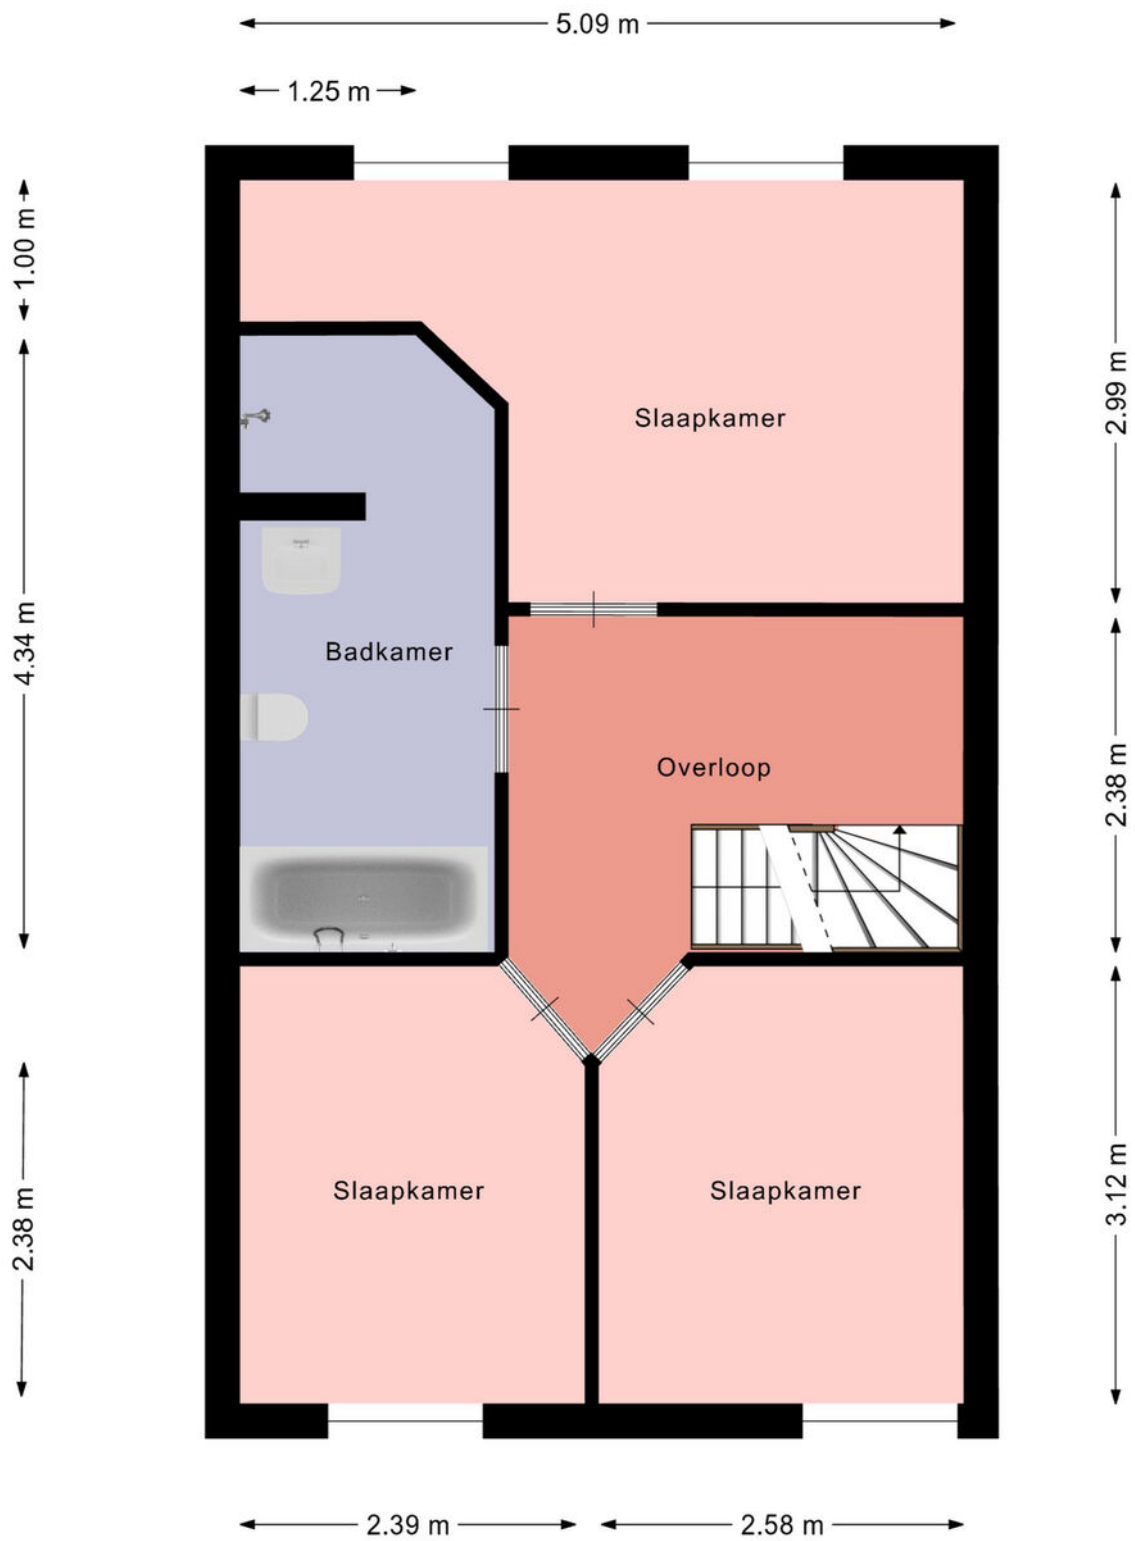 5.09 m
1.25 m
1.00 m
2.99 m
Slaapkamer
4.34 m
Badkamer
Overloop
2.38 m
Slaapkamer
Slaapkamer
3.12 m
2.38 m
2.39 m
2.58 m